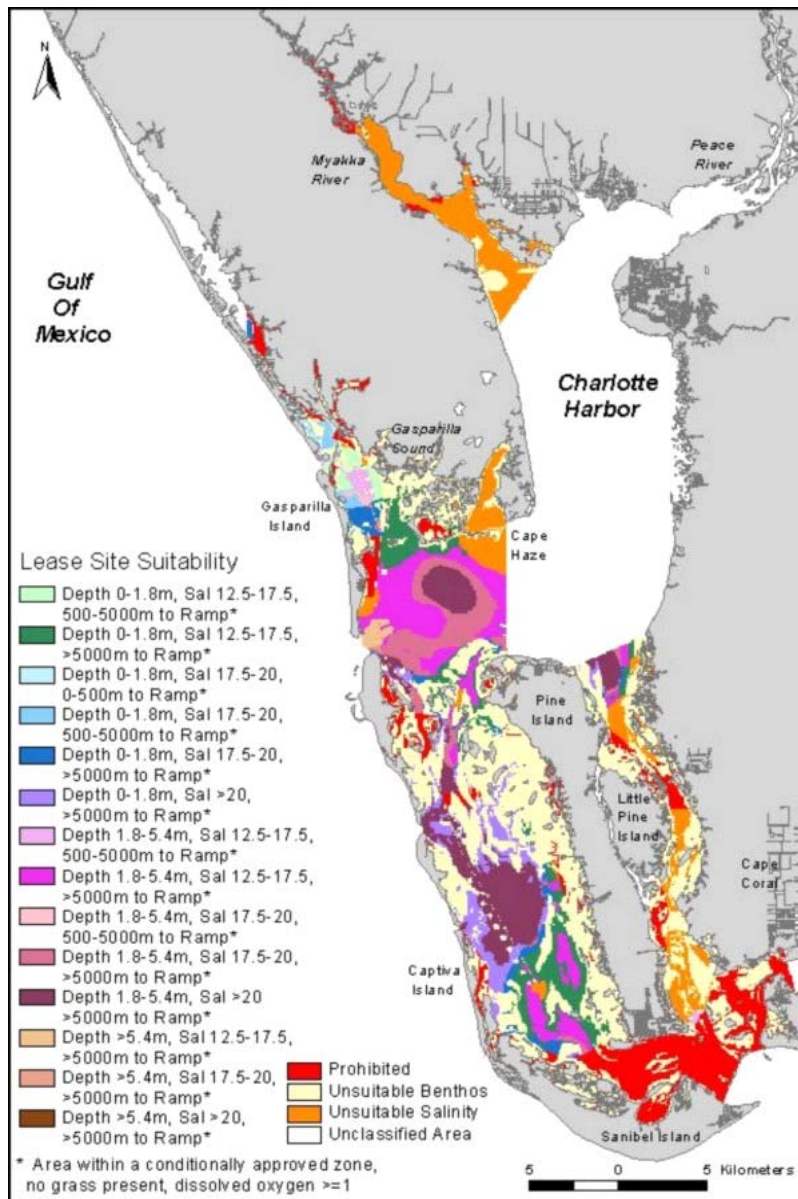 N
Myakka
River
Peace
River
Gulf
Of
Mexico
Charlotte
Harbor
Gasparilla
Sound
Gasparilla
Island
Cape
Haze
Pine
Island
Little
Pine
Island
Cape
Coral
Captiva
Island
Sanibel Island
Lease Site Suitability
Depth 0-1.8m, Sal 12.5-17.5,
500-5000m to Ramp*
Depth 0-1.8m, Sal 12.5-17.5,
>5000m to Ramp*
Depth 0-1.8m, Sal 17.5-20,
0-500m to Ramp*
Depth 0-1.8m, Sal 17.5-20,
500-5000m to Ramp*
Depth 0-1.8m, Sal 17.5-20,
>5000m to Ramp*
Depth 0-1.8m, Sal >20,
>5000m to Ramp*
Depth 1.8-5.4m, Sal 12.5-17.5,
500-5000m to Ramp*
Depth 1.8-5.4m, Sal 12.5-17.5,
>5000m to Ramp*
Depth 1.8-5.4m, Sal 17.5-20,
500-5000m to Ramp*
Depth 1.8-5.4m, Sal 17.5-20,
>5000m to Ramp*
Depth 1.8-5.4m, Sal >20
>5000m to Ramp*
Depth >5.4m, Sal 12.5-17.5,
>5000m to Ramp*
Depth >5.4m, Sal 17.5-20,
>5000m to Ramp*
Depth >5.4m, Sal >20,
>5000m to Ramp*
Prohibited
Unsuitable Benthos
Unsuitable Salinity
Unclassified Area
* Area within a conditionally approved zone,
no grass present, dissolved oxygen >=1
5 0 5 Kilometers